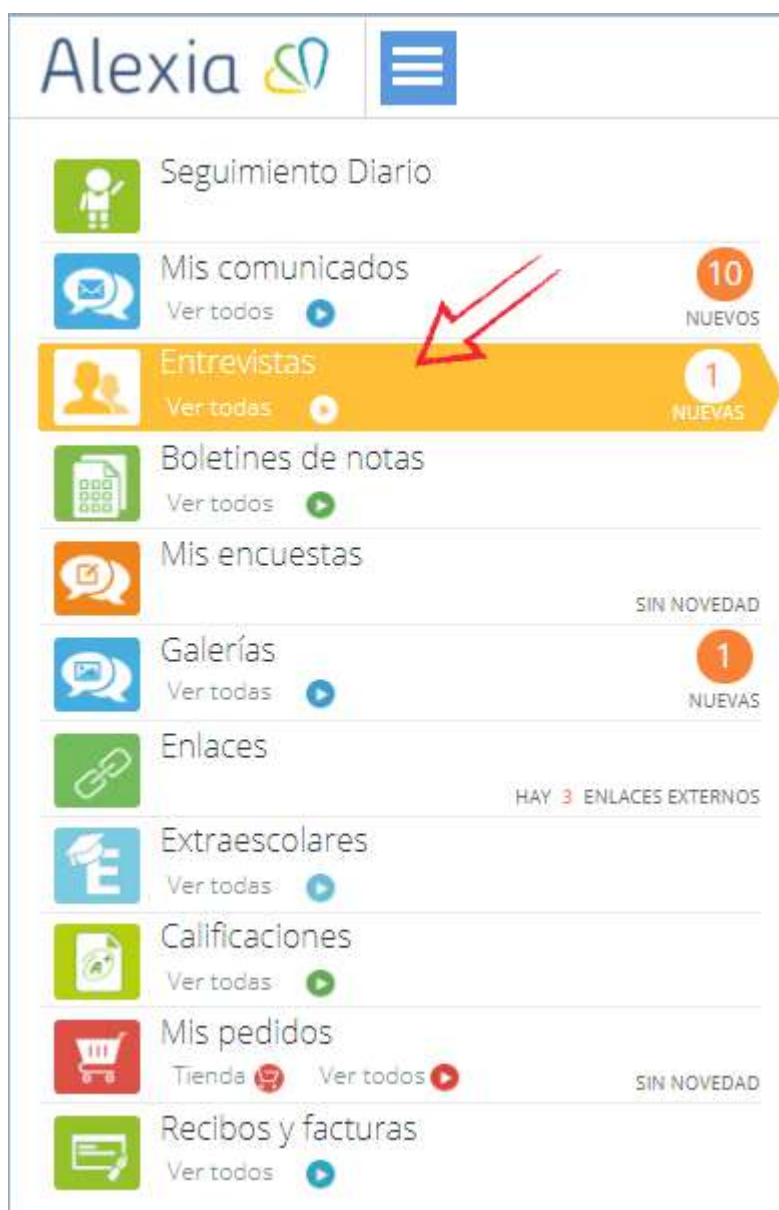 Alexia
Seguimiento Diario
Mis comunicados
10
Ver todos
NUEVOS
Entrevistas
1
Ver todas
NUEVAS
Boletines de notas
Ver todos
Mis encuestas
SIN NOVEDAD
Galerías
1
Ver todas
NUEVAS
Enlaces
HAY 3 ENLACES EXTERNOS
E
Extraescolares
Ver todas
Calificaciones
A+
Ver todas
Mis pedidos
Tienda Ver todos
SIN NOVEDAD
Recibos y facturas
Ver todos